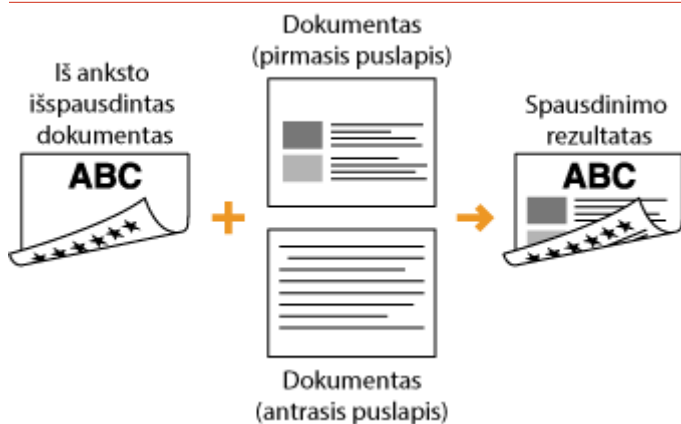 Dokumentas
(pirmasis puslapis)
Iš anksto
išspausdintas
dokumentas
Spausdinimo
rezultatas
ABC
ABC
Dokumentas
(antrasis puslapis)